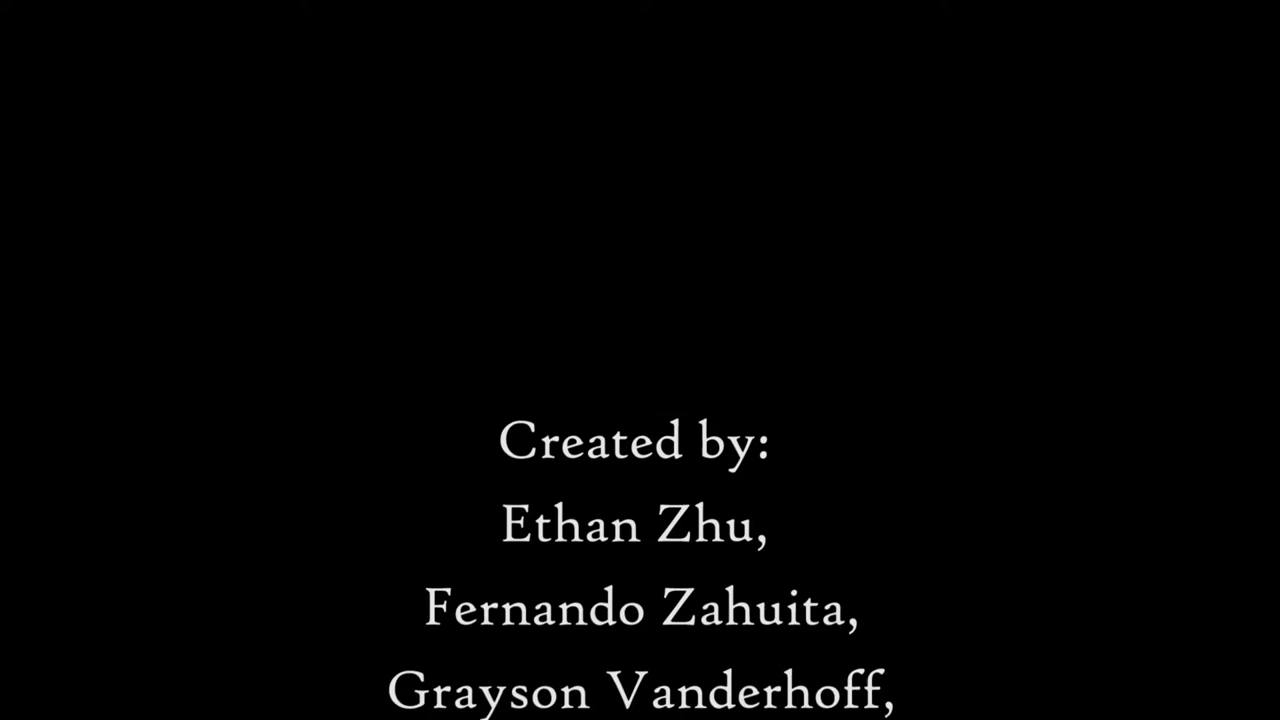 Created by:
Ethan Zhu,
Fernando Zahuita,
Grayson Vanderhoff,